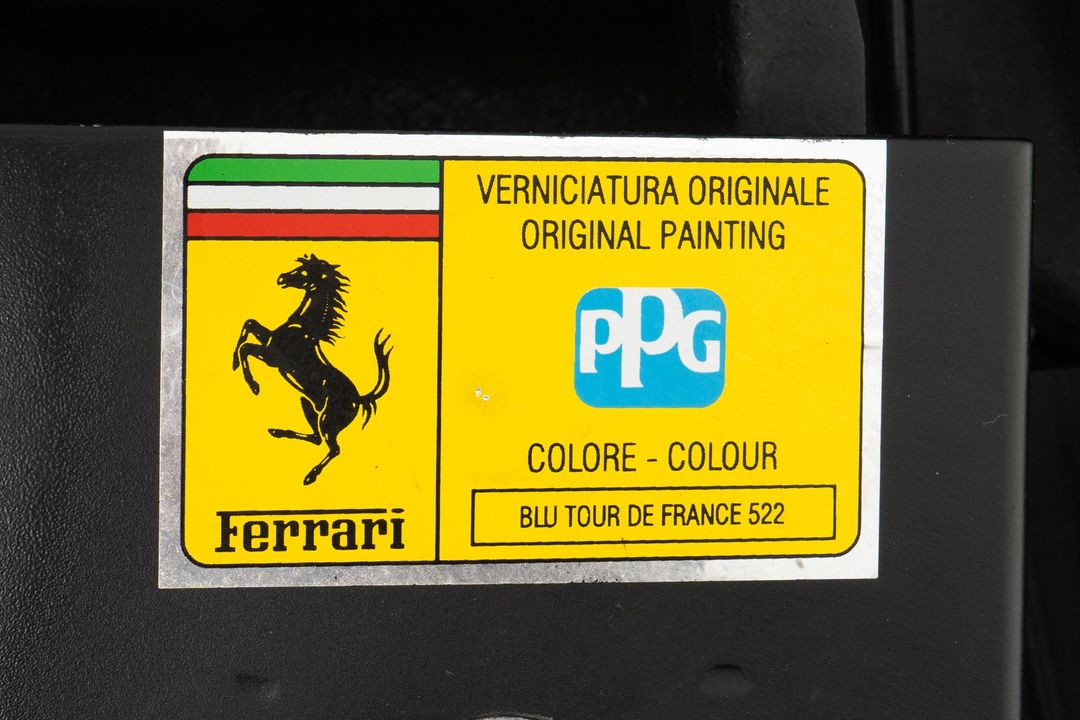 VERNICIATURA ORIGINALE
ORIGINAL PAINTING
PPG
COLORE - COLOUR
BLU TOUR DE FRANCE 522
Ferrari